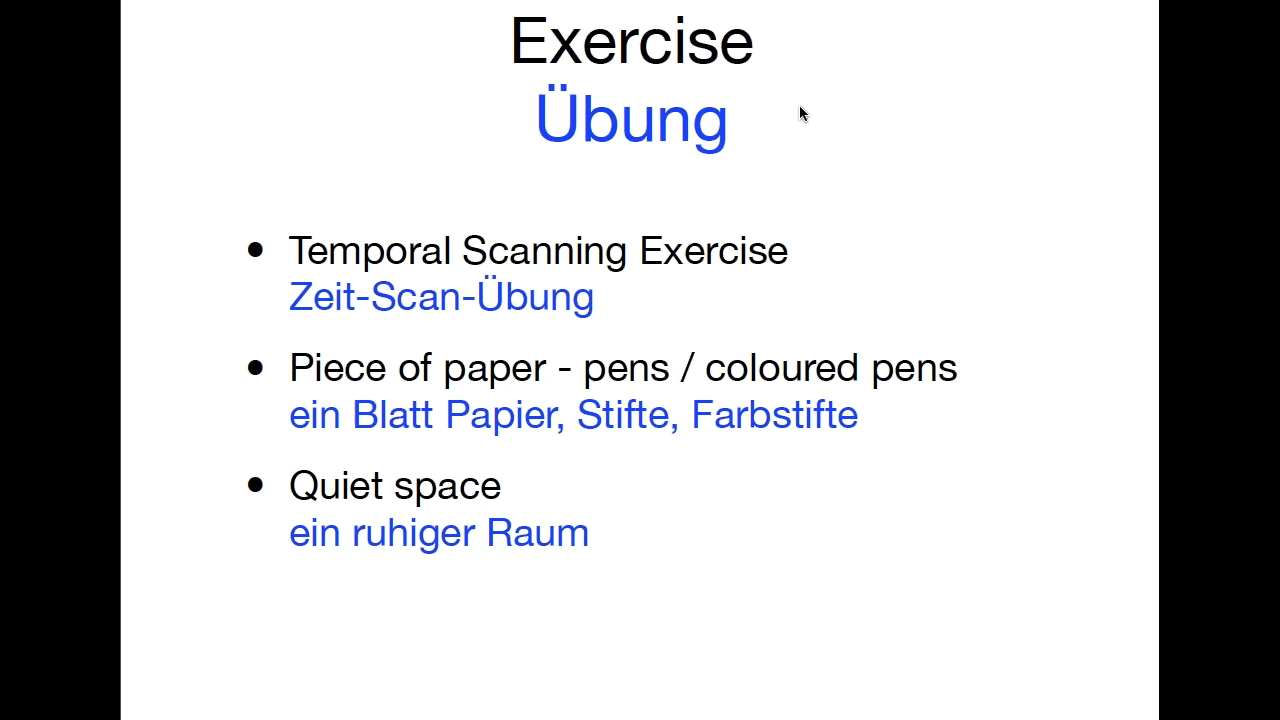 Exercise
Übung
• Temporal Scanning Exercise
Zeit-Scan-Übung
• Piece of paper - pens / coloured pens
ein Blatt Papier, Stifte, Farbstifte
• Quiet space
ein ruhiger Raum